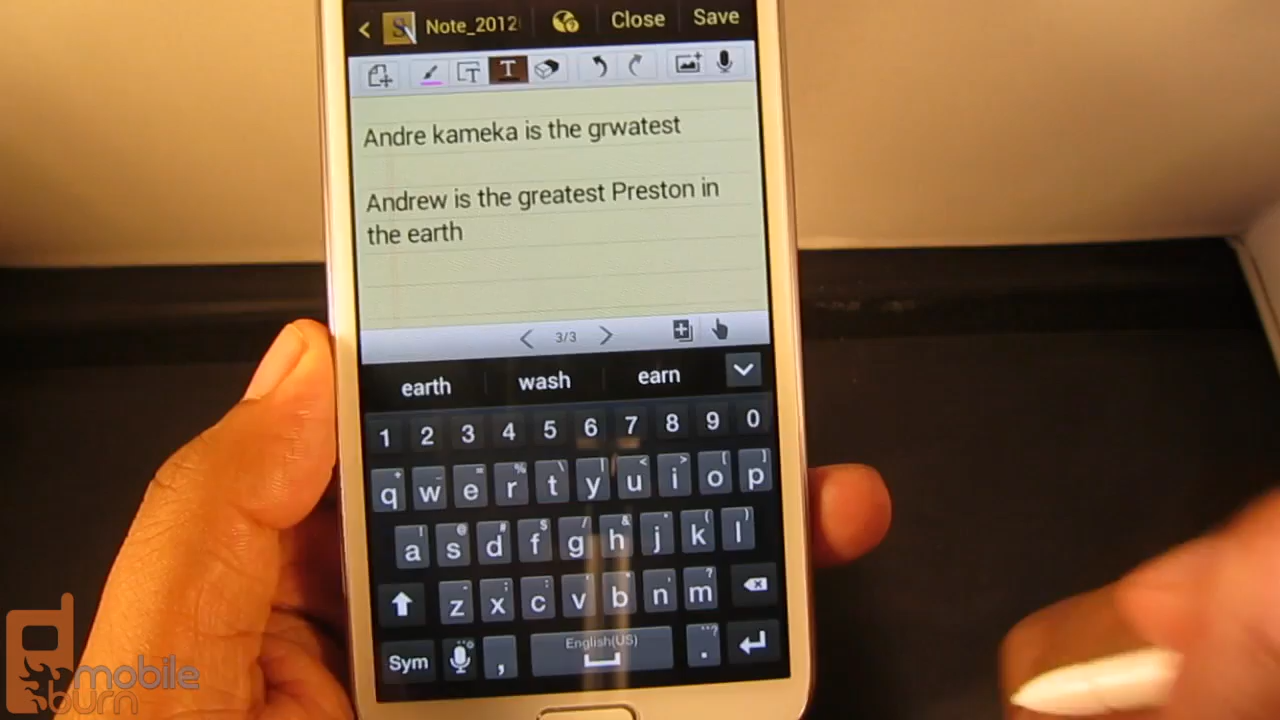 Note_2012
Close
Save
T
T
Andre kameka is the grwatest
Andrew is the greatest Preston in
the earth
3/3
earth wash earn
1 2 3 4 5 6 7 8 9 0
q w e r t y u i o p
a s d f g h j k l
z x c v b n m
Sym , English(US) .
mobile
burn